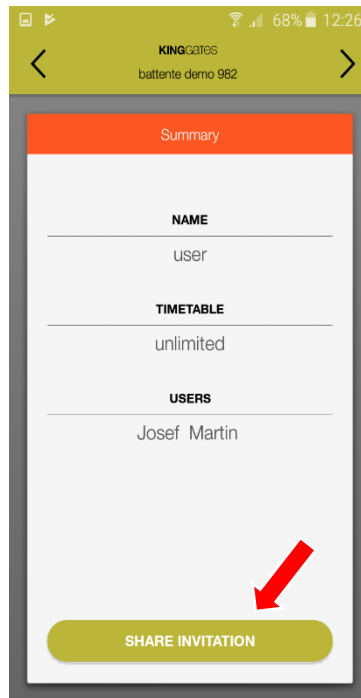 68% 12:26
KINGGATES
battente demo 982
Summary
NAME
user
TIMETABLE
unlimited
USERS
Josef Martin
SHARE INVITATION